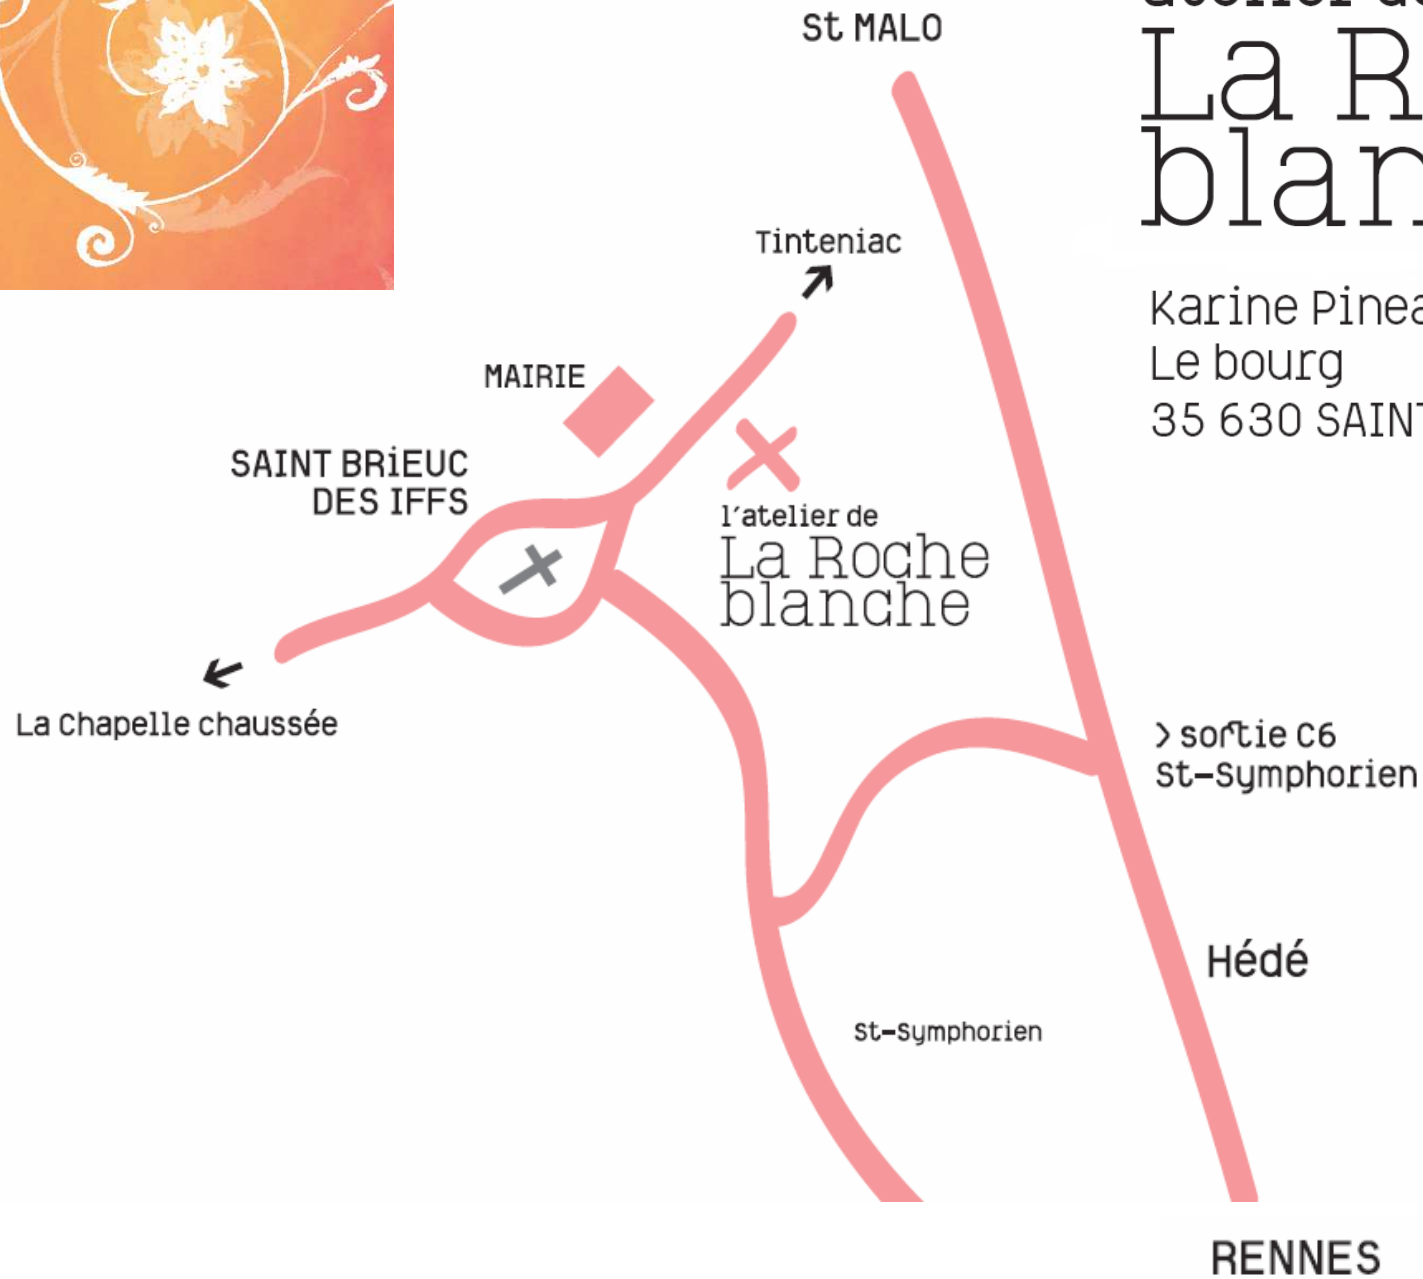 St MALO
La R
blan
Tinteniac
Karine Pinea
Le bourg
35 630 SAINT
MAIRIE
SAINT BRiEUC
DES IFFS
l'atelier de
La Roche
blanche
La Chapelle chaussée
> sortie C6
St-Symphorien
Hédé
St-Symphorien
RENNES